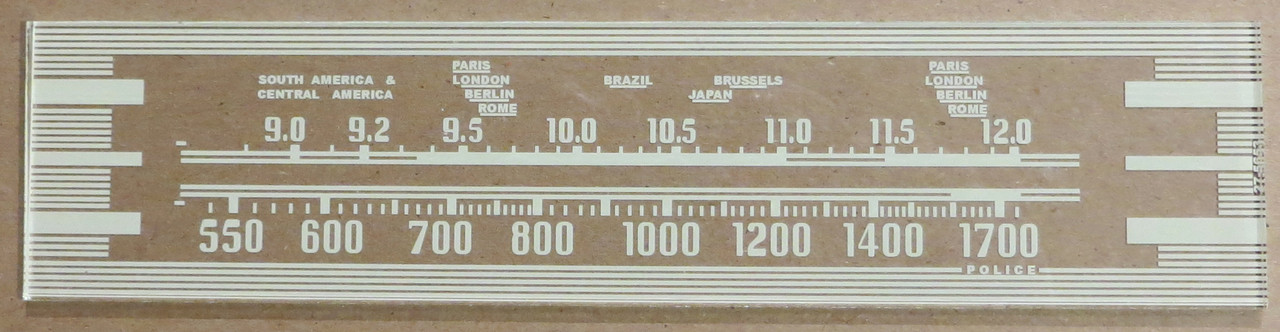 PARIS PARIS
SOUTH AMERICA & LONDON BRAZIL BRUSSELS LONDON
CENTRAL AMERICA BERLIN JAPAN BERLIN
ROME ROME
9.0 9.2 9.5 10.0 10.5 11.0 11.5 12.0
550 600 700 800 1000 1200 1400 1700
POLICE